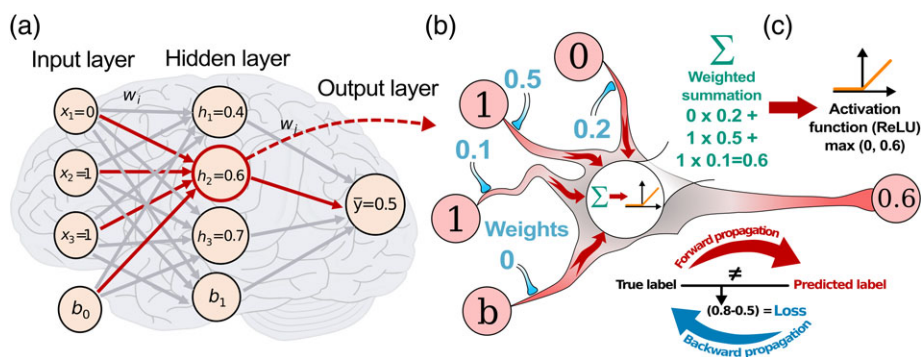 (a)
Input layer
Hidden layer
Output layer
x₁=0
x₂=1
x₃=1
b₀
wᵢ
h₁=0.4
h₂=0.6
h₃=0.7
b₁
wᵢ
ȳ=0.5
(b)
0
1
1
b
0.5
0.2
0.1
Weights
0
Σ
Σ
Weighted
summation
0 x 0.2 +
1 x 0.5 +
1 x 0.1=0.6
(c)
Activation
function (ReLU)
max (0, 0.6)
0.6
Forward propagation
True label
≠
Predicted label
(0.8-0.5) = Loss
Backward propagation